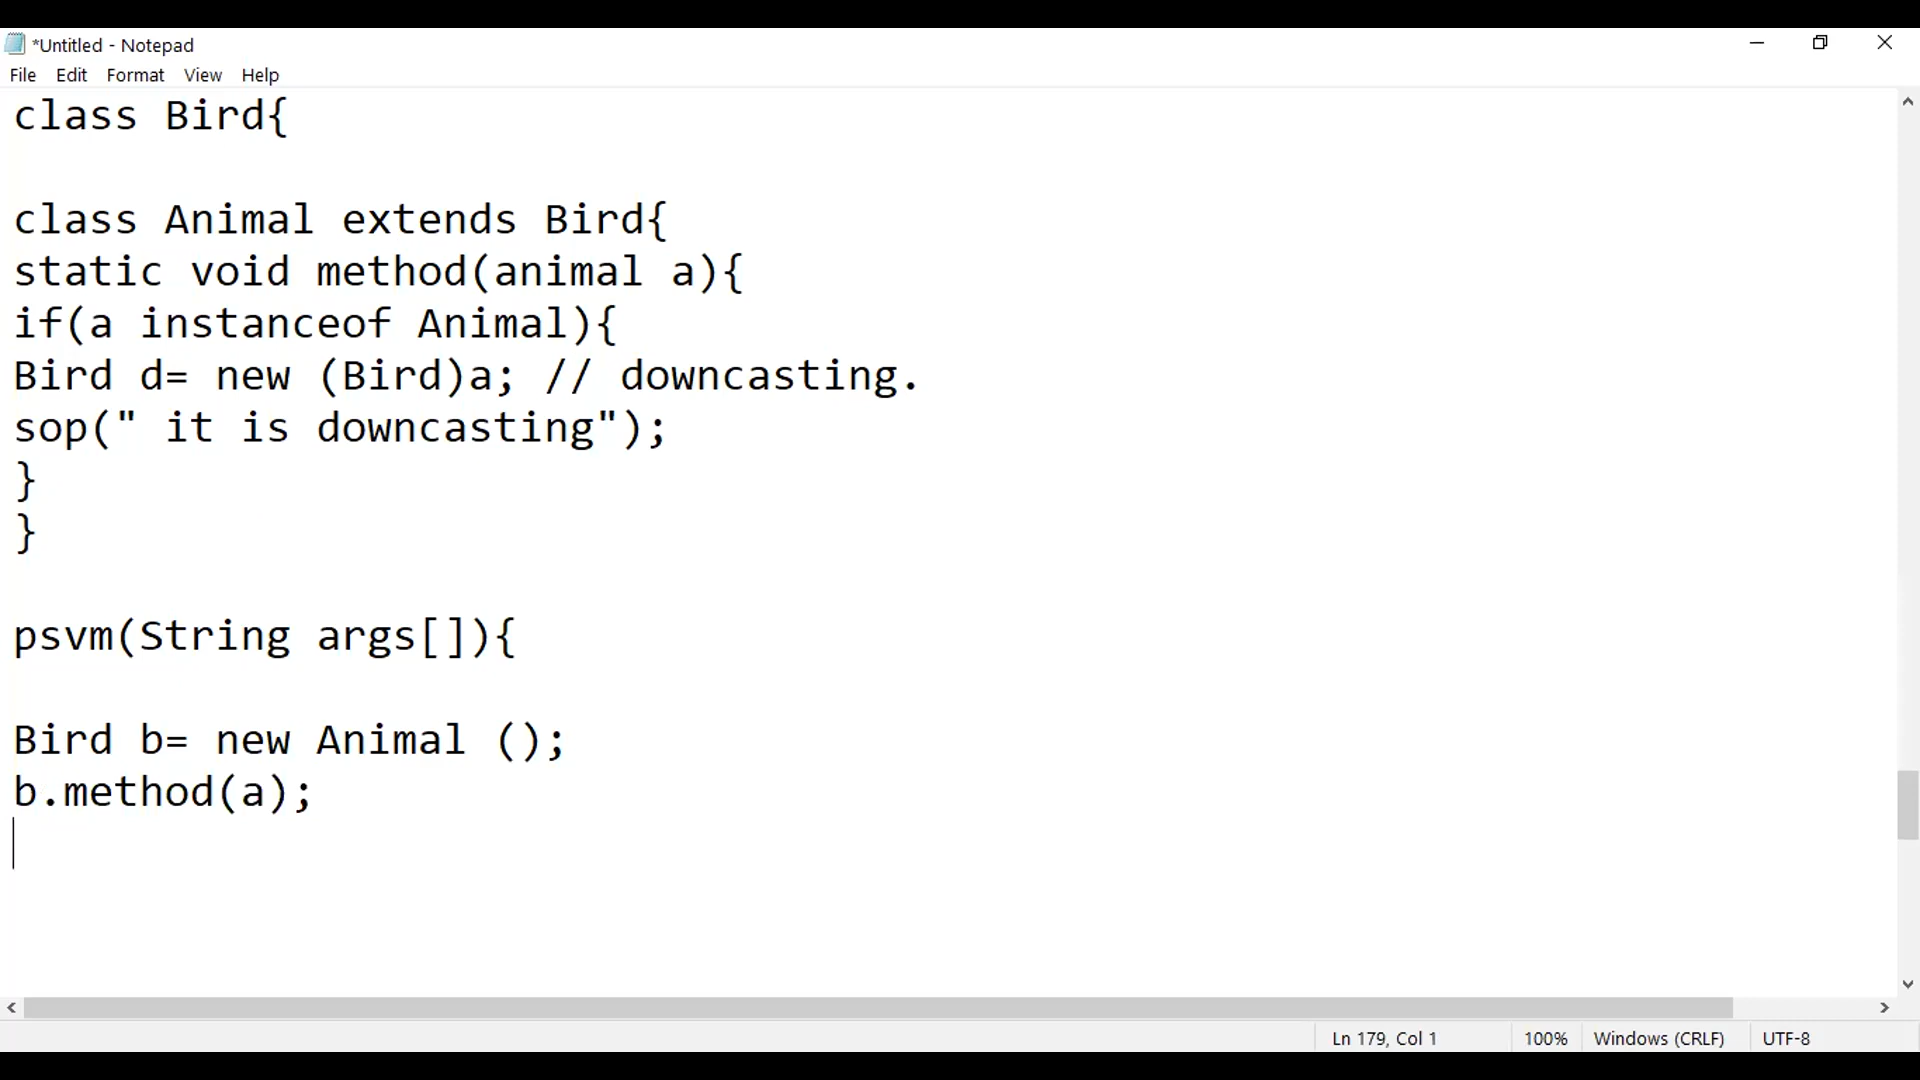 *Untitled - Notepad
File Edit Format View Help
class Bird{
class Animal extends Bird{
static void method(animal a){
if(a instanceof Animal){
Bird d= new (Bird)a; // downcasting.
sop(" it is downcasting");
}
}
psvm(String args[]){
Bird b= new Animal ();
b.method(a);
Ln 179, Col 1 100% Windows (CRLF) UTF-8